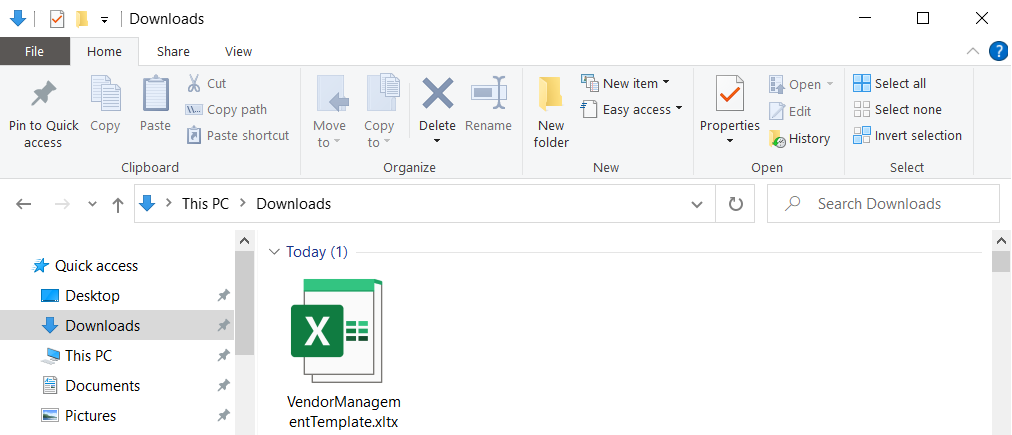 Downloads
File Home Share View
Pin to Quick access
Copy
Paste
Cut
Copy path
Paste shortcut
Clipboard
Move to
Copy to
Delete
Rename
Organize
New folder
New item
Easy access
New
Properties
Open
Edit
History
Open
Select all
Select none
Invert selection
Select
This PC > Downloads
Search Downloads
Quick access
Desktop
Downloads
This PC
Documents
Pictures
Today (1)
X
VendorManagem
entTemplate.xltx